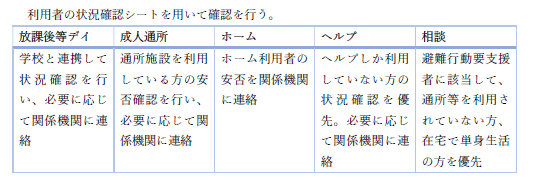 利用者の状況確認シートを用いて確認を行う。
放課後等デイ
成人通所
ホーム
ヘルプ
相談
学校と連携して
状況確認を行
い、必要に応じ
て関係機関に連
絡
通所施設を利用
している方の安
否確認を行い、
必要に応じて関
係機関に連絡
ホーム利用者の
安否を関係機関
に連絡
ヘルプしか利用
していない方の
状況確認を優
先。必要に応じ
て関係機関に連
絡
避難行動要支援
者に該当して、
通所等を利用され
ていない方、
在宅で単身生活
の方を優先